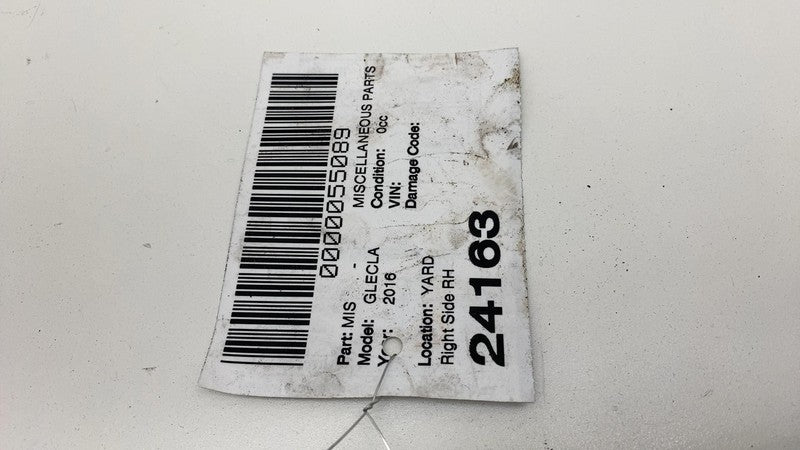 0000055089
Part: MIS - MISCELLANEOUS PARTS
Model: GLECLA Condition: 0cc
Year: 2016 VIN:
Damage Code:
Location: YARD
Right Side RH
24163